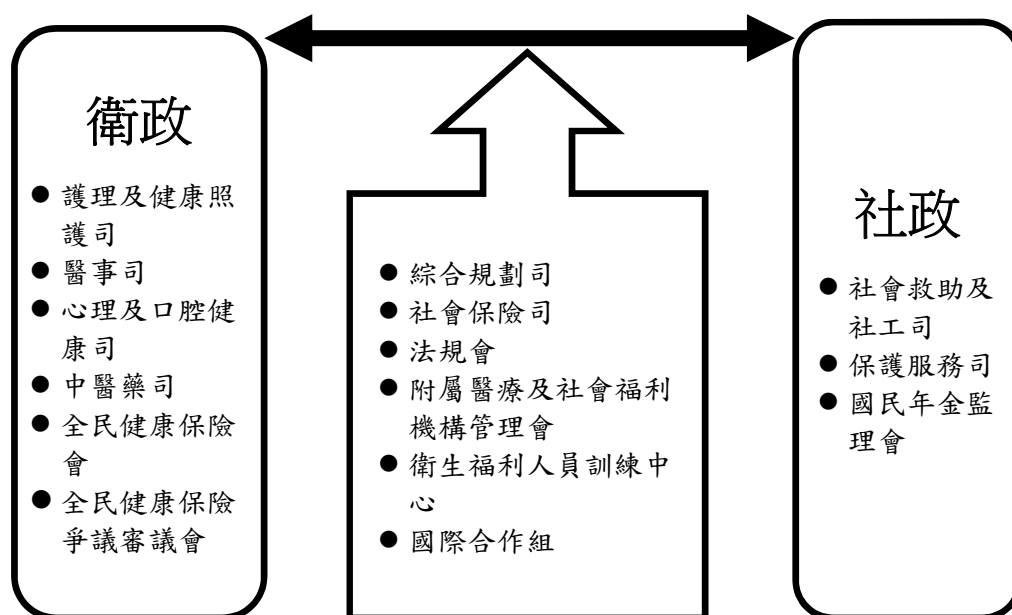 衛政
● 護理及健康照
護司
● 醫事司
● 心理及口腔健
康司
● 中醫藥司
● 全民健康保險
會
● 全民健康保險
爭議審議會
● 綜合規劃司
● 社會保險司
● 法規會
● 附屬醫療及社會福利
機構管理會
● 衛生福利人員訓練中
心
● 國際合作組
社政
● 社會救助及
社工司
● 保護服務司
● 國民年金監
理會